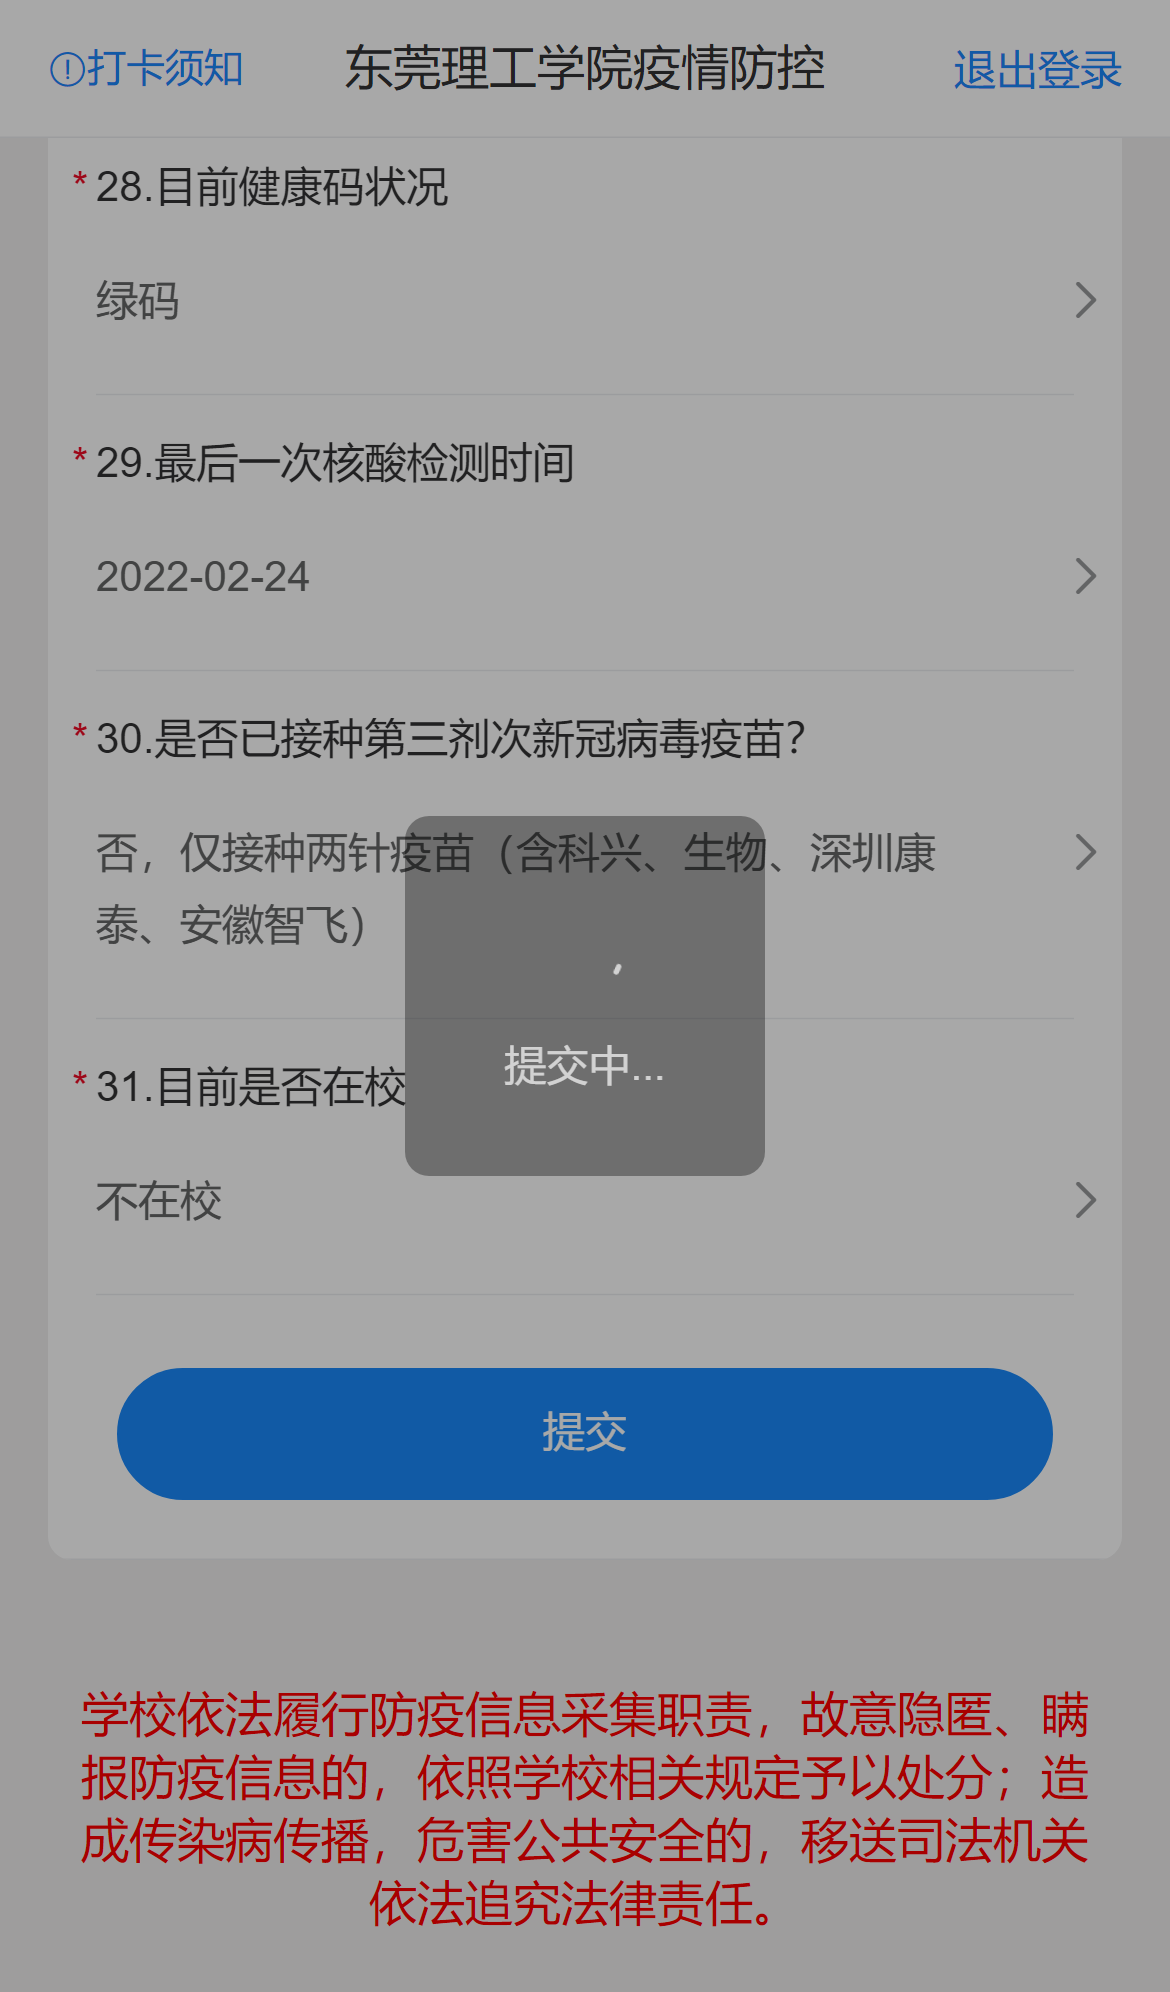 打卡须知 东莞理工学院疫情防控 退出登录
* 28.目前健康码状况
绿码
* 29.最后一次核酸检测时间
2022-02-24
* 30.是否已接种第三剂次新冠病毒疫苗？
否，仅接种两针疫苗（含科兴、生物、深圳康
泰、安徽智飞）
提交中...
* 31.目前是否在校
不在校
提交
学校依法履行防疫信息采集职责，故意隐匿、瞒
报防疫信息的，依照学校相关规定予以处分；造
成传染病传播，危害公共安全的，移送司法机关
依法追究法律责任。